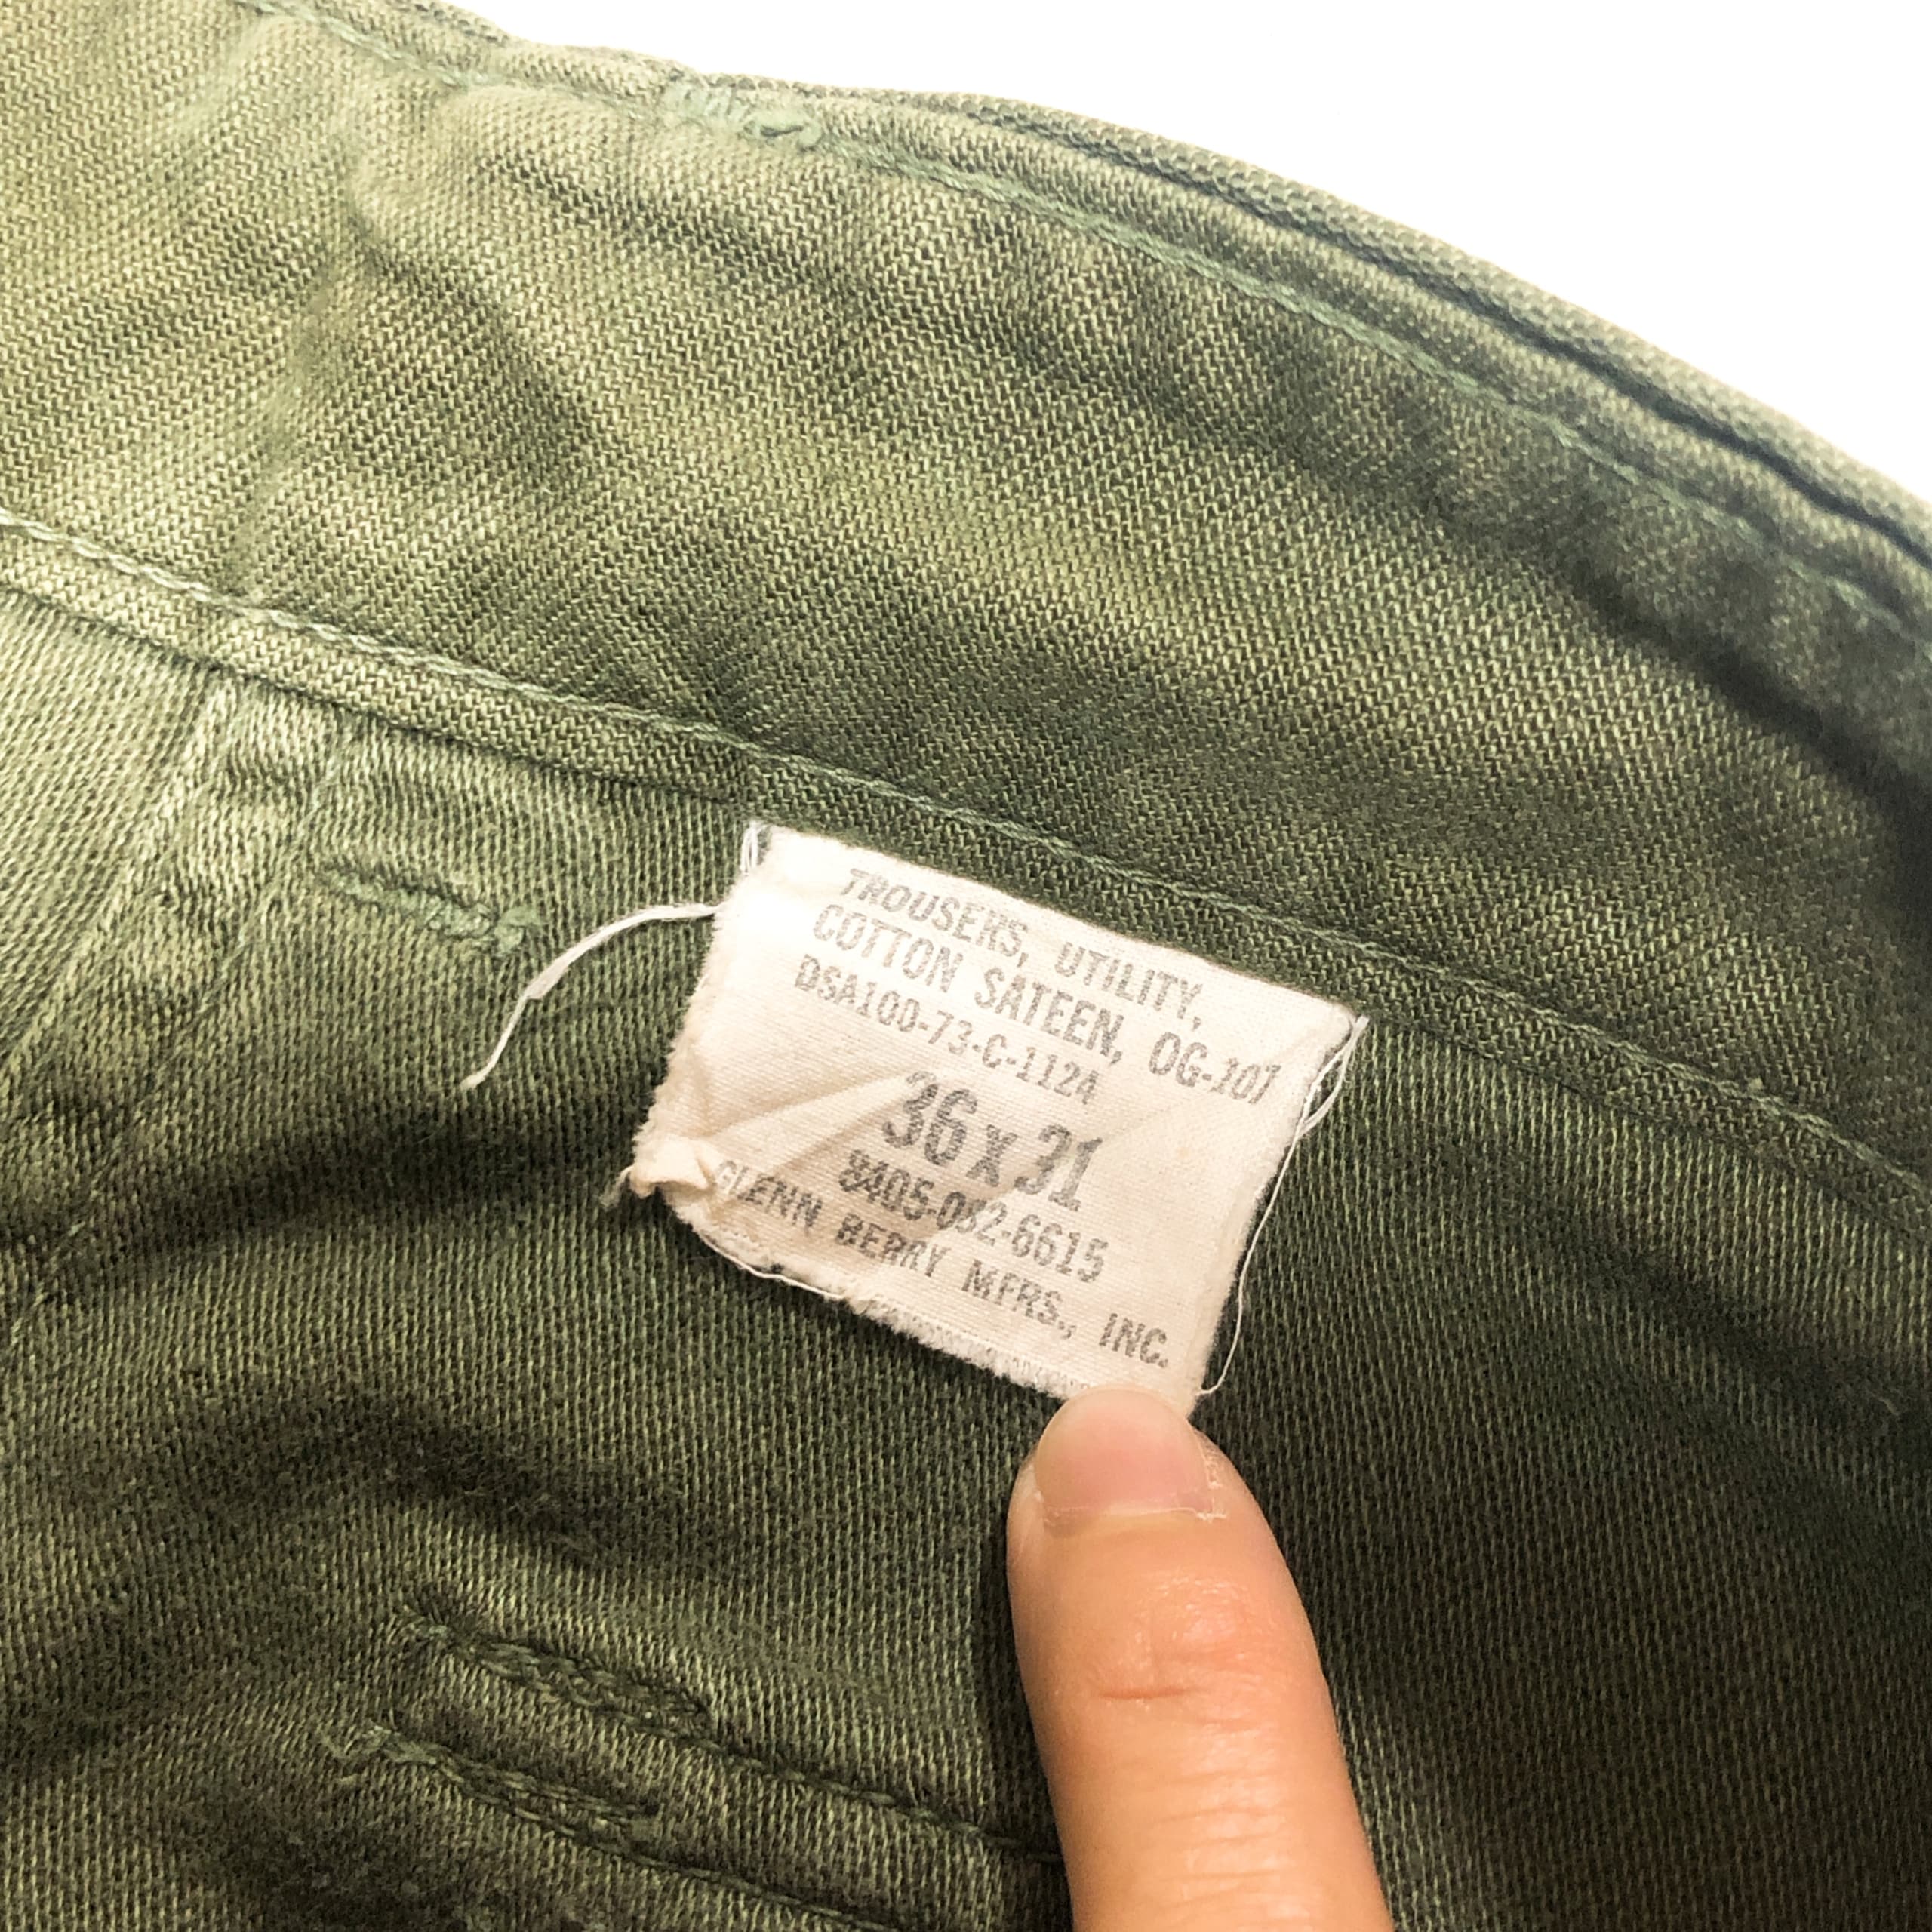 TROUSERS, UTILITY,
COTTON SATEEN, OG-107
DSA100-73-C-1124
36 x 31
8405-082-6615
GLENN BERRY MFRS., INC.